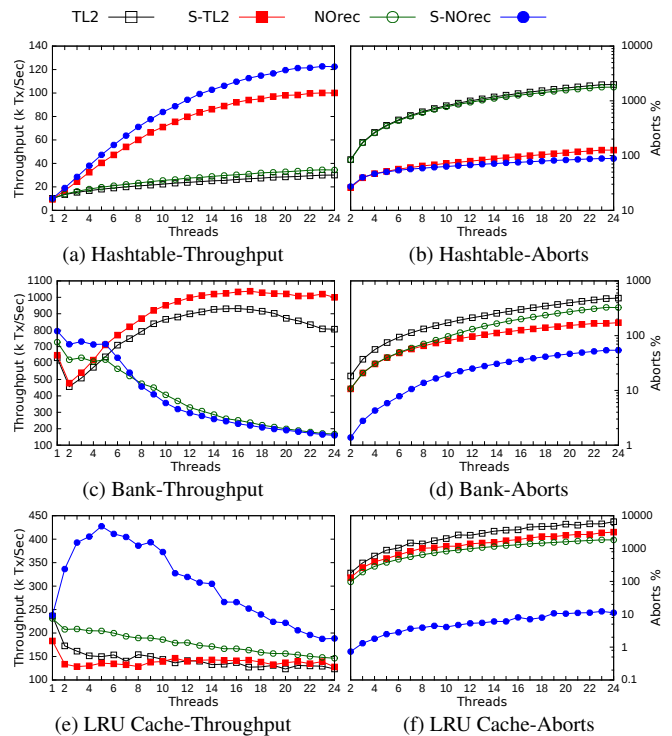 TL2 S-TL2 NOrec S-NOrec
140
120
100
80
60
40
20
0
Throughput (k Tx/Sec)
1 2 4 6 8 10 12 14 16 18 20 22 24
Threads
(a) Hashtable-Throughput
10000
1000
100
10
Aborts %
2 4 6 8 10 12 14 16 18 20 22 24
Threads
(b) Hashtable-Aborts
1100
1000
900
800
700
600
500
400
300
200
100
Throughput (k Tx/Sec)
1 2 4 6 8 10 12 14 16 18 20 22 24
Threads
(c) Bank-Throughput
1000
100
10
1
Aborts %
2 4 6 8 10 12 14 16 18 20 22 24
Threads
(d) Bank-Aborts
450
400
350
300
250
200
150
100
Throughput (k Tx/Sec)
1 2 4 6 8 10 12 14 16 18 20 22 24
Threads
(e) LRU Cache-Throughput
10000
1000
100
10
1
0.1
Aborts %
2 4 6 8 10 12 14 16 18 20 22 24
Threads
(f) LRU Cache-Aborts